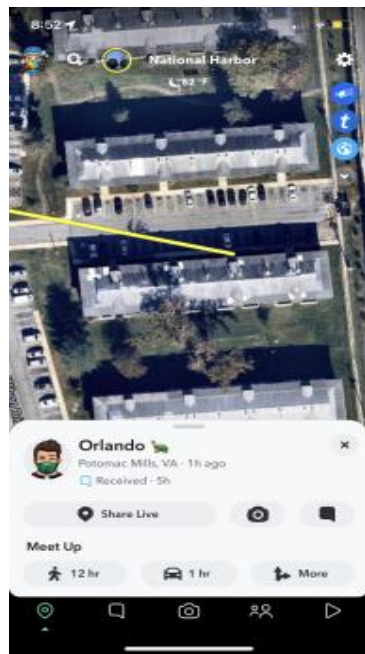 8:52
National Harbor
62 °F
Orlando
Potomac Mills, VA · 1h ago
Received · 5h
Share Live
Meet Up
12 hr
1 hr
More